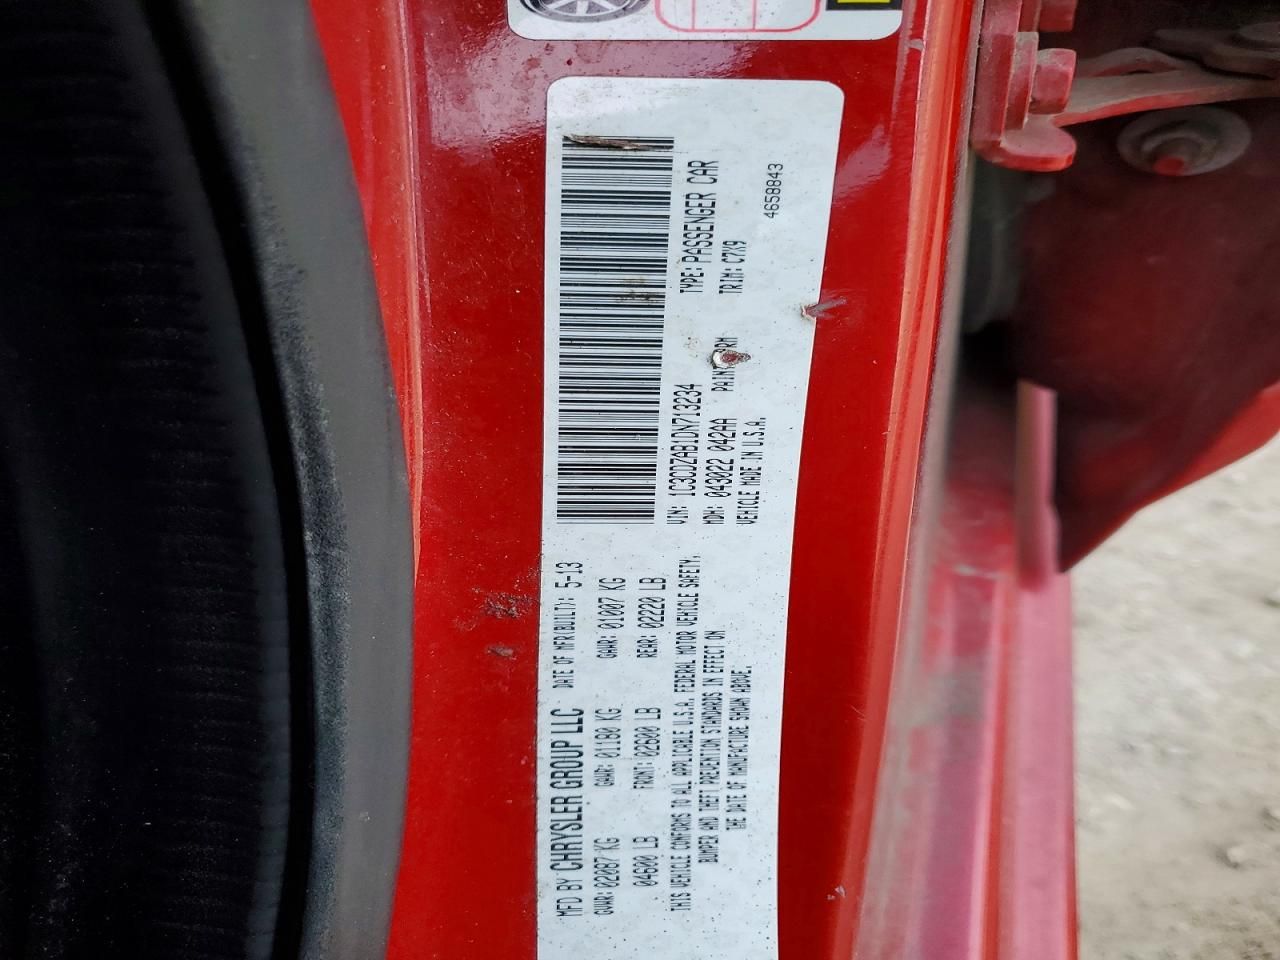 MFD BY CHRYSLER GROUP LLC DATE OF MFR(BUILT): 5-13
GVWR: 02087 KG GAWR: 01180 KG GAWR: 01007 KG
04600 LB FRONT: 02600 LB REAR: 02220 LB
THIS VEHICLE CONFORMS TO ALL APPLICABLE U.S.A. FEDERAL MOTOR VEHICLE SAFETY,
BUMPER AND THEFT PREVENTION STANDARDS IN EFFECT ON
THE DATE OF MANUFACTURE SHOWN ABOVE.
VIN: 1C3CDZAB1DN713234 TYPE: PASSENGER CAR
MDH: 043022 042AA TRIM: C7X9
VEHICLE MADE IN U.S.A.
4658843